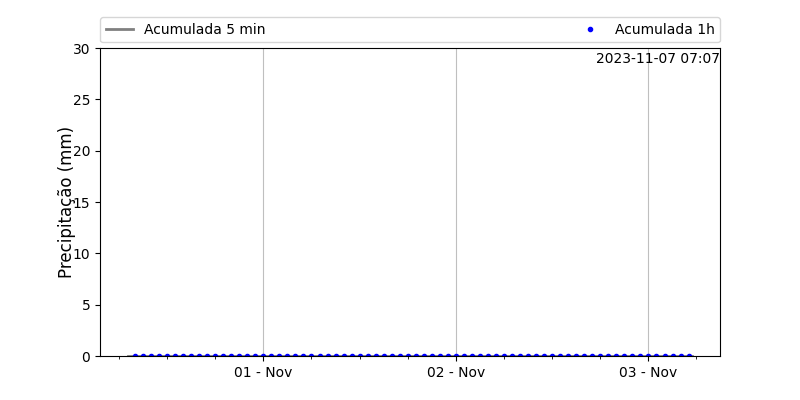 Acumulada 5 min
Acumulada 1h
2023-11-07 07:07
Precipitação (mm)
30
25
20
15
10
5
0
01 - Nov
02 - Nov
03 - Nov